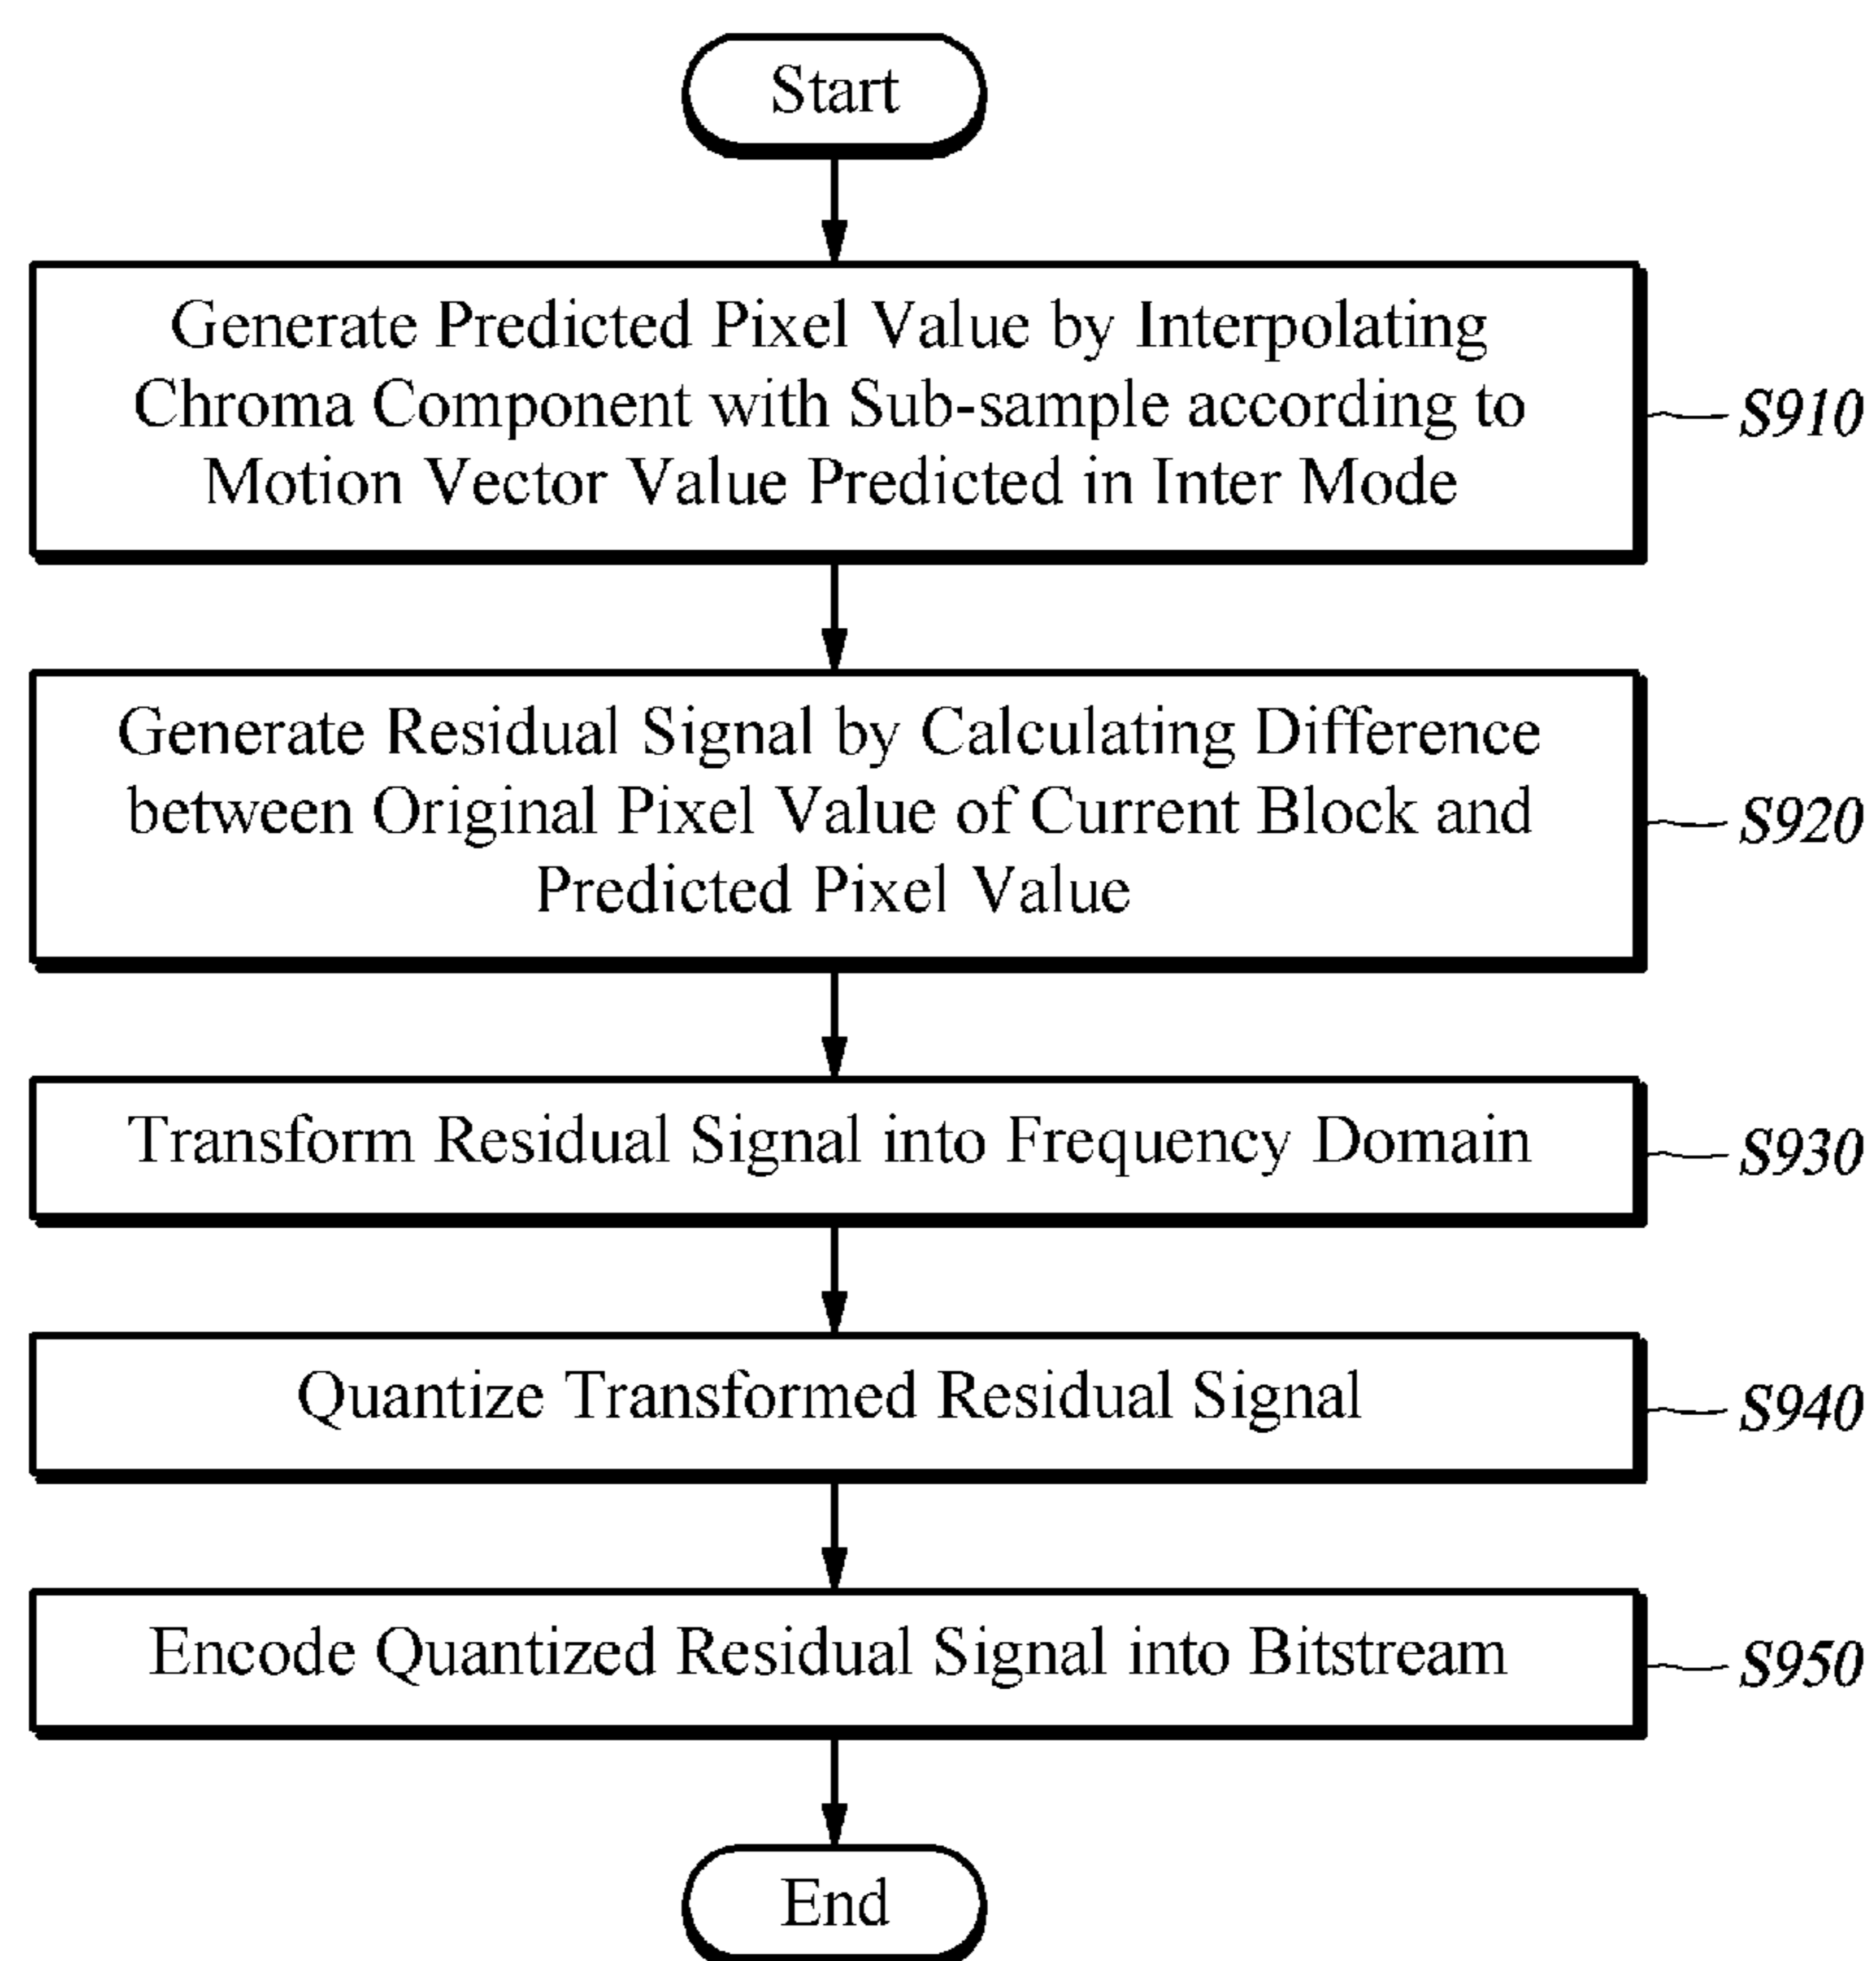 Start
Generate Predicted Pixel Value by Interpolating
Chroma Component with Sub-sample according to
Motion Vector Value Predicted in Inter Mode
S910
Generate Residual Signal by Calculating Difference
between Original Pixel Value of Current Block and
Predicted Pixel Value
S920
Transform Residual Signal into Frequency Domain
S930
Quantize Transformed Residual Signal
S940
Encode Quantized Residual Signal into Bitstream
S950
End